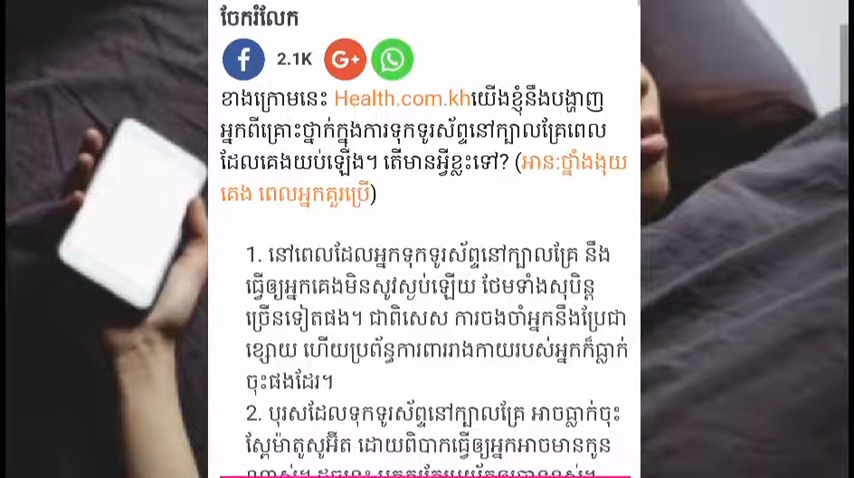 ចែករំលែក
2.1K
ខាងក្រោមនេះ Health.com.khយើងខ្ញុំនឹងបង្ហាញ
អ្នកពីគ្រោះថ្នាក់ក្នុងការទុកទូរស័ព្ទនៅក្បាលគ្រែពេល
ដែលគេងយប់ឡើង។ តើមានអ្វីខ្លះទៅ? (អាន:ថ្នាំងងុយ
គេង ពេលអ្នកគួរប្រើ)
1. នៅពេលដែលអ្នកទុកទូរស័ព្ទនៅក្បាលគ្រែ នឹង
ធ្វើឲ្យអ្នកគេងមិនសូវស្ងប់ឡើយ ថែមទាំងសុបិន្ត
ច្រើនទៀតផង។ ជាពិសេស ការចងចាំអ្នកនឹងប្រែជា
ខ្សោយ ហើយប្រព័ន្ធការពាររាងកាយរបស់អ្នកក៏ធ្លាក់
ចុះផងដែរ។
2. បុរសដែលទុកទូរស័ព្ទនៅក្បាលគ្រែ អាចធ្លាក់ចុះ
ស្ពែម៉ាតូសូអ៊ីត ដោយពិបាកធ្វើឲ្យអ្នកអាចមានកូន